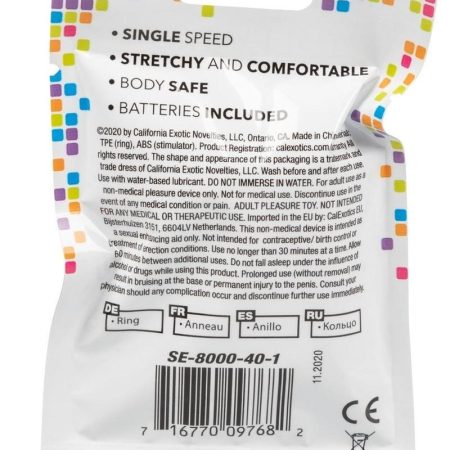 • SINGLE SPEED
• STRETCHY AND COMFORTABLE
• BODY SAFE
• BATTERIES INCLUDED
©2020 by California Exotic Novelties, LLC, Ontario, CA. Made in China.
TPE (ring), ABS (stimulator). Product Registration: calexotics.com/warranty. All
rights reserved. The shape and appearance of this packaging is a trademark and
trade dress of California Exotic Novelties, LLC. Wash before and after each use.
Use with water-based lubricant. DO NOT IMMERSE IN WATER. For adult use as a
non-medical pleasure device only. Not for medical use. Discontinue use in the
event of any medical condition or pain. ADULT PLEASURE TOY. NOT INTENDED
FOR ANY MEDICAL OR THERAPEUTIC USE. Imported in the EU by: CalExotics EU
3151, 6604LV Netherlands. This non-medical device is intended as
a sexual enhancing aid only. Not intended for contraceptive/ birth control or
treatment of erection conditions. Use no longer than 30 minutes at a time. Allow
60 minutes between additional uses. Do not fall asleep under the influence of
alcohol or drugs while using this product. Prolonged use (without removal) may
result in bruising at the base or permanent injury to the penis. Consult your
physician should any complication occur and discontinue further use immediately.
DE FR ES RU
• Ring • Anneau • Anillo • Кольцо
SE-8000-40-1
11.2020
7 16770 09768 2
CE